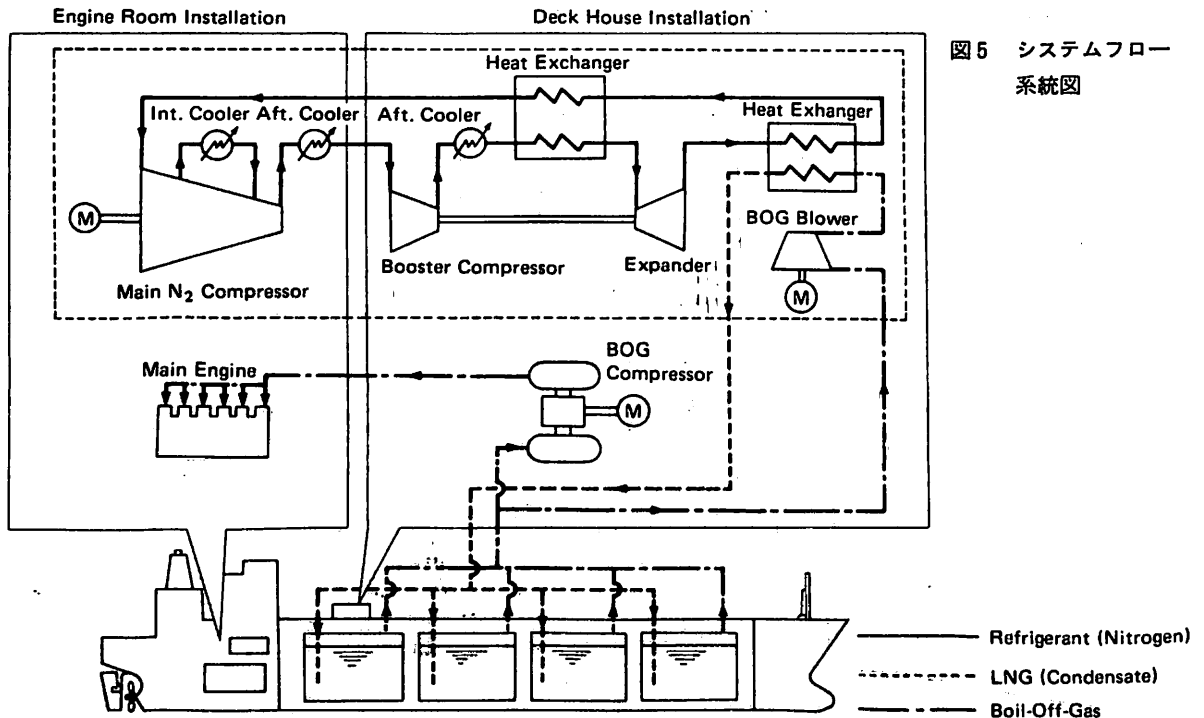 Engine Room Installation
Deck House Installation
図5 システムフロー
系統図
Heat Exchanger
Heat Exhanger
Int. Cooler Aft. Cooler
Aft. Cooler
M
BOG Blower
Booster Compressor
Expander
M
Main N₂ Compressor
BOG
Compressor
Main Engine
M
Refrigerant (Nitrogen)
LNG (Condensate)
Boil-Off-Gas